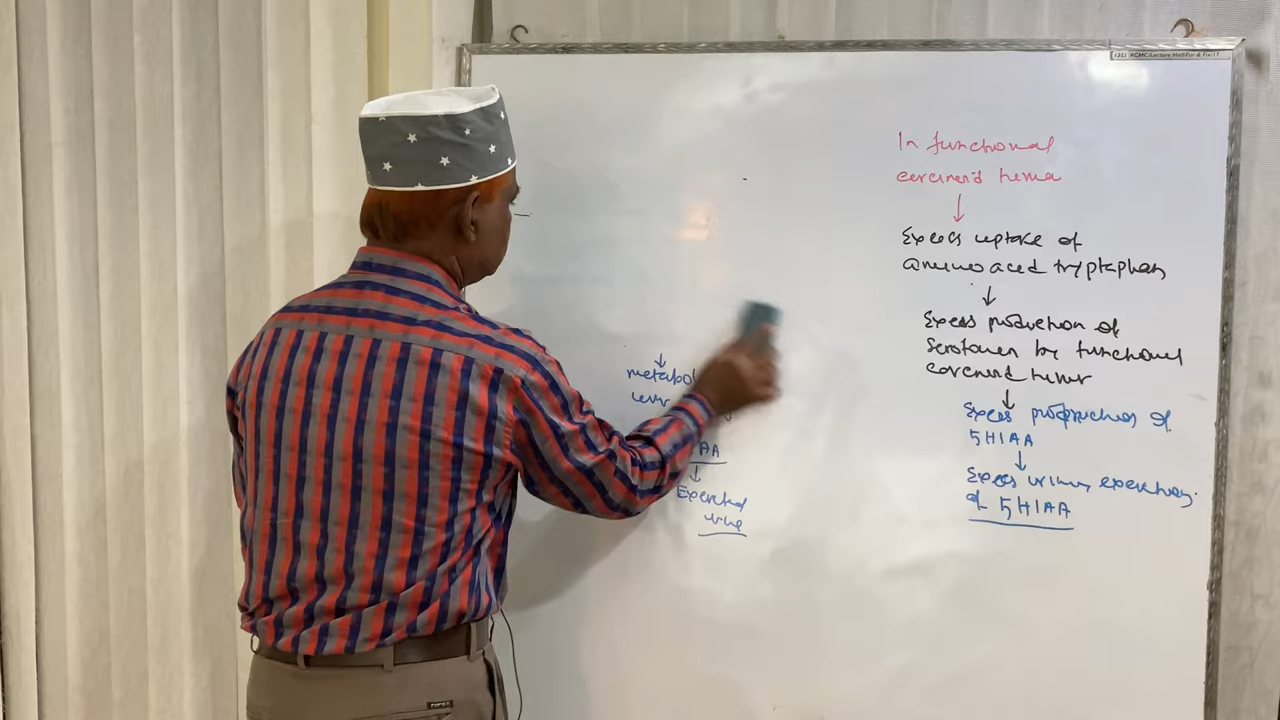 In functional
carcinoid tumor
Excess uptake of
amino acid tryptophan
Excess production of
Serotonin by functional
carcinoid tumor
Excess production of
5HIAA
Excess urinary excretion
of 5HIAA
metabol
AA
Excreted
urine